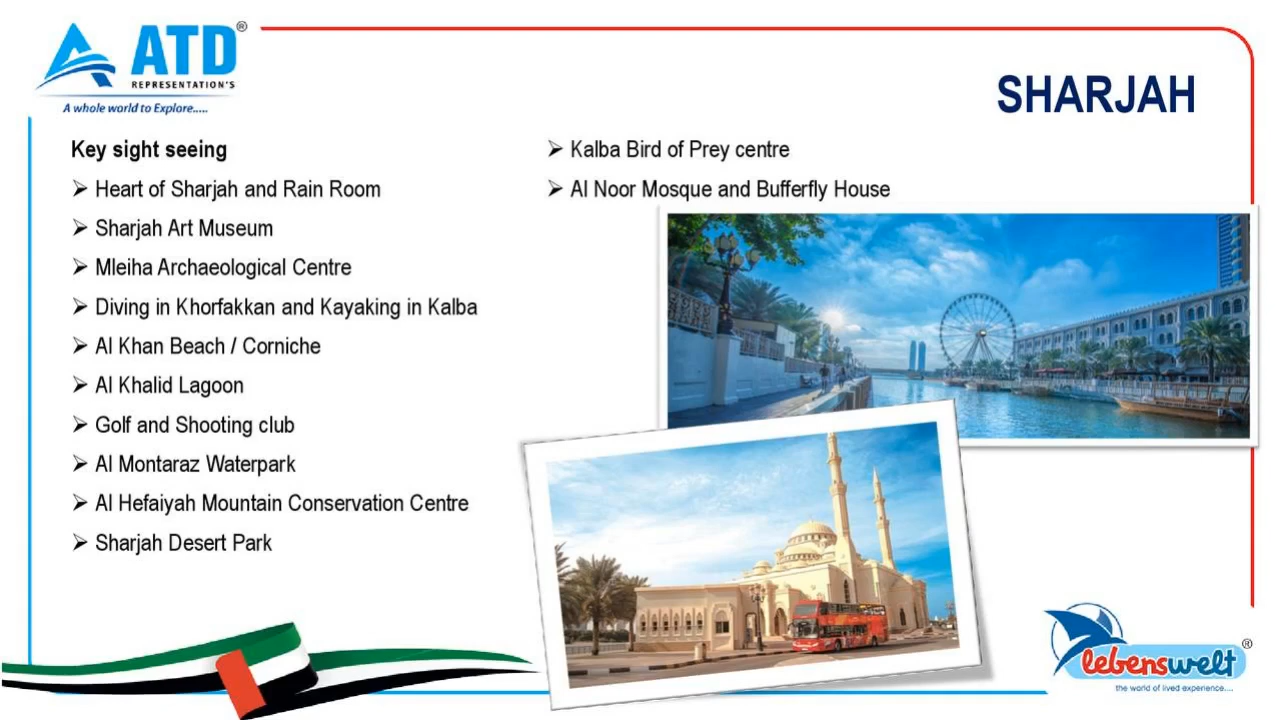 ATD®
REPRESENTATION'S
A whole world to Explore.....
SHARJAH
Key sight seeing
➢ Heart of Sharjah and Rain Room
➢ Sharjah Art Museum
➢ Mleiha Archaeological Centre
➢ Diving in Khorfakkan and Kayaking in Kalba
➢ Al Khan Beach / Corniche
➢ Al Khalid Lagoon
➢ Golf and Shooting club
➢ Al Montaraz Waterpark
➢ Al Hefaiyah Mountain Conservation Centre
➢ Sharjah Desert Park
➢ Kalba Bird of Prey centre
➢ Al Noor Mosque and Bufferfly House
lebenswelt®
the world of lived experience....